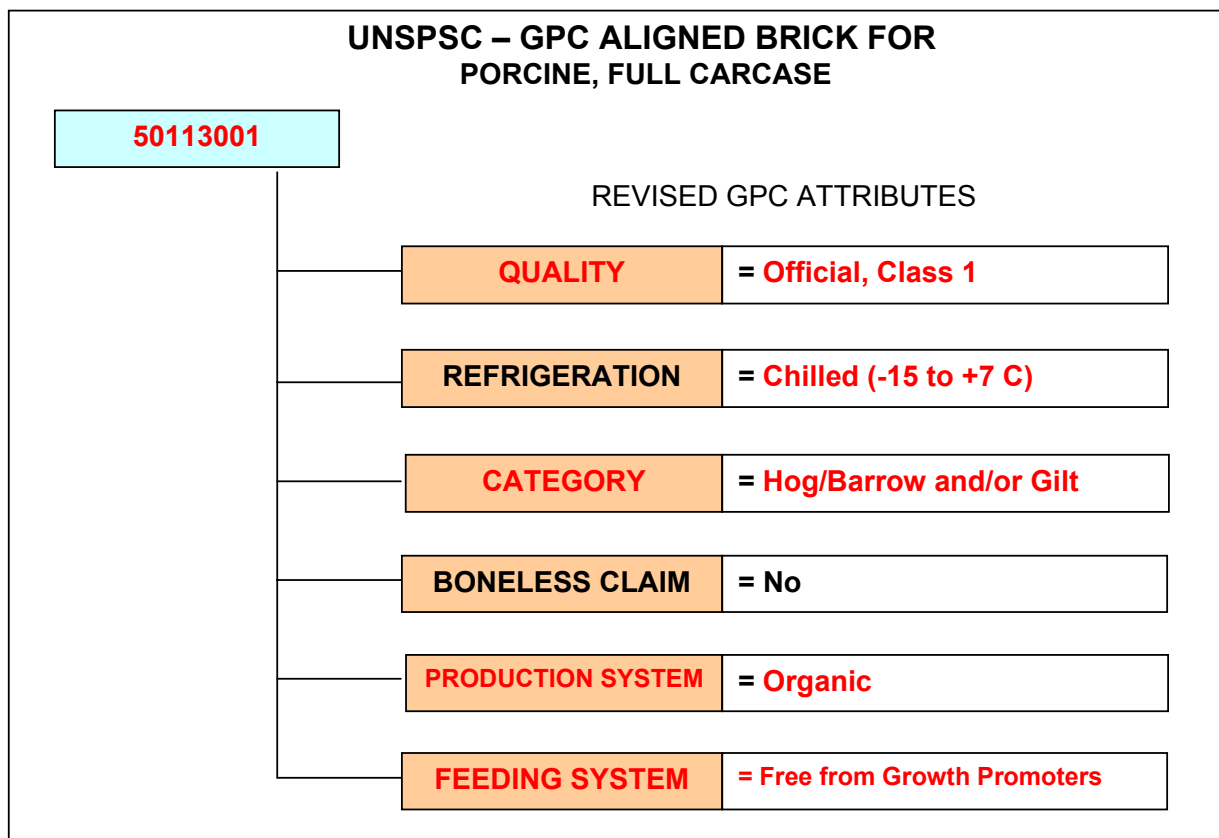 UNSPSC – GPC ALIGNED BRICK FOR
PORCINE, FULL CARCASE
50113001
REVISED GPC ATTRIBUTES
QUALITY = Official, Class 1
REFRIGERATION = Chilled (-15 to +7 C)
CATEGORY = Hog/Barrow and/or Gilt
BONELESS CLAIM = No
PRODUCTION SYSTEM = Organic
FEEDING SYSTEM = Free from Growth Promoters